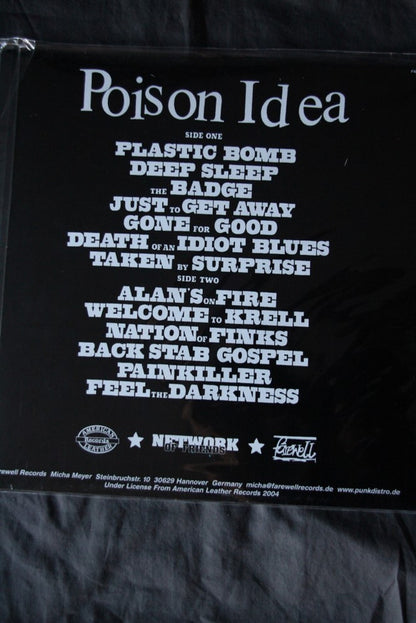 Poison Idea
SIDE ONE
PLASTIC BOMB
DEEP SLEEP
THE BADGE
JUST TO GET AWAY
GONE FOR GOOD
DEATH OF AN IDIOT BLUES
TAKEN BY SURPRISE
SIDE TWO
ALAN'S ON FIRE
WELCOME TO KRELL
NATION OF FINKS
BACK STAB GOSPEL
PAINKILLER
FEEL THE DARKNESS
AMERICAN
Records
LEATHER
NETWORK
OF FRIENDS
Farewell
arewell Records Micha Meyer Steinbruchstr. 10 30629 Hannover Germany micha@farewellrecords.de www.punkdistro.de
Under License From American Leather Records 2004